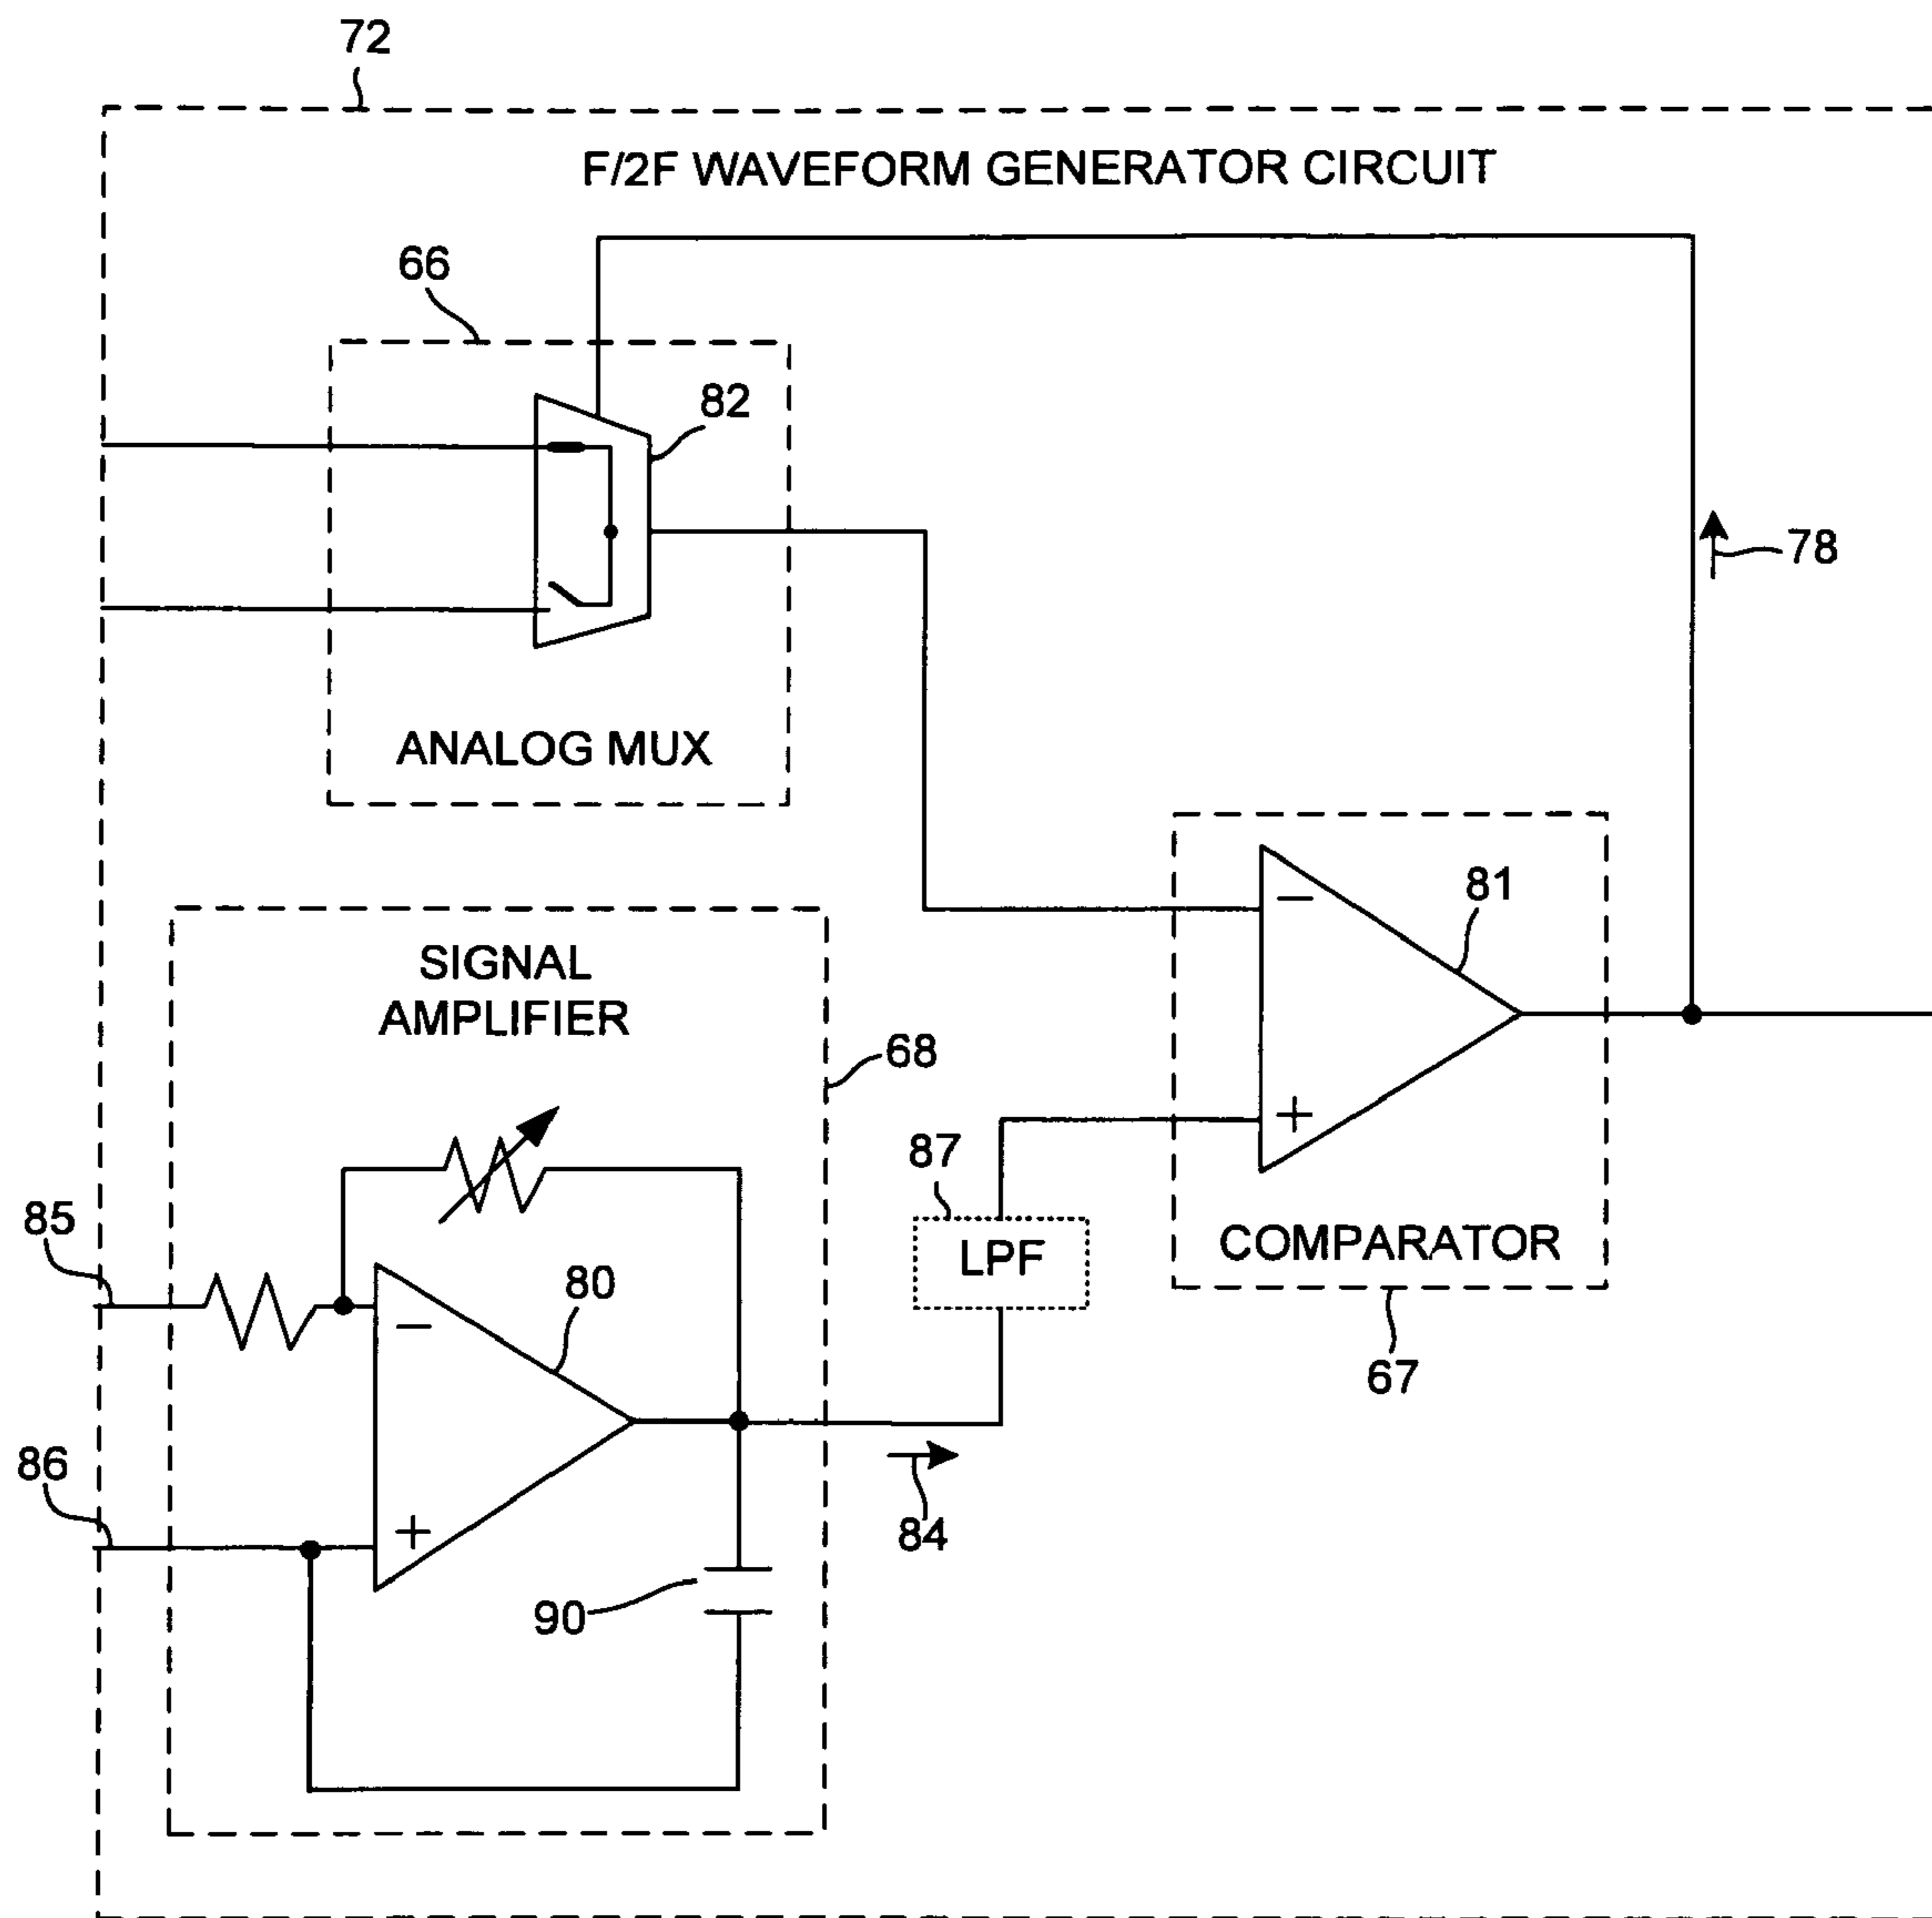 72
F/2F WAVEFORM GENERATOR CIRCUIT
66
82
78
ANALOG MUX
81
−
SIGNAL
AMPLIFIER
68
+
87
LPF
COMPARATOR
85
80
−
67
86
+
84
90